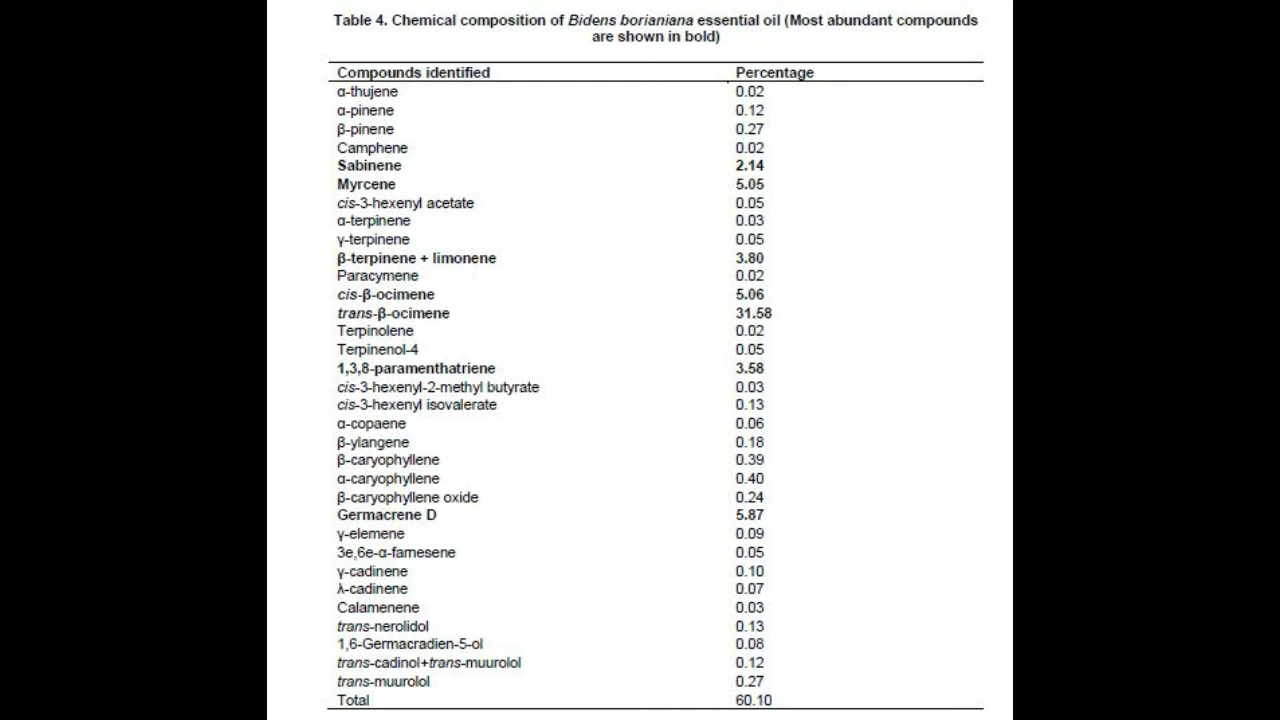 Table 4. Chemical composition of Bidens borianiana essential oil (Most abundant compounds
are shown in bold)
Compounds identified Percentage
α-thujene 0.02
α-pinene 0.12
β-pinene 0.27
Camphene 0.02
Sabinene 2.14
Myrcene 5.05
cis-3-hexenyl acetate 0.05
α-terpinene 0.03
γ-terpinene 0.05
β-terpinene + limonene 3.80
Paracymene 0.02
cis-β-ocimene 5.06
trans-β-ocimene 31.58
Terpinolene 0.02
Terpinenol-4 0.05
1,3,8-paramenthatriene 3.58
cis-3-hexenyl-2-methyl butyrate 0.03
cis-3-hexenyl isovalerate 0.13
α-copaene 0.06
β-ylangene 0.18
β-caryophyllene 0.39
α-caryophyllene 0.40
β-caryophyllene oxide 0.24
Germacrene D 5.87
γ-elemene 0.09
3e,6e-α-farnesene 0.05
γ-cadinene 0.10
λ-cadinene 0.07
Calamenene 0.03
trans-nerolidol 0.13
1,6-Germacradien-5-ol 0.08
trans-cadinol+trans-muurolol 0.12
trans-muurolol 0.27
Total 60.10